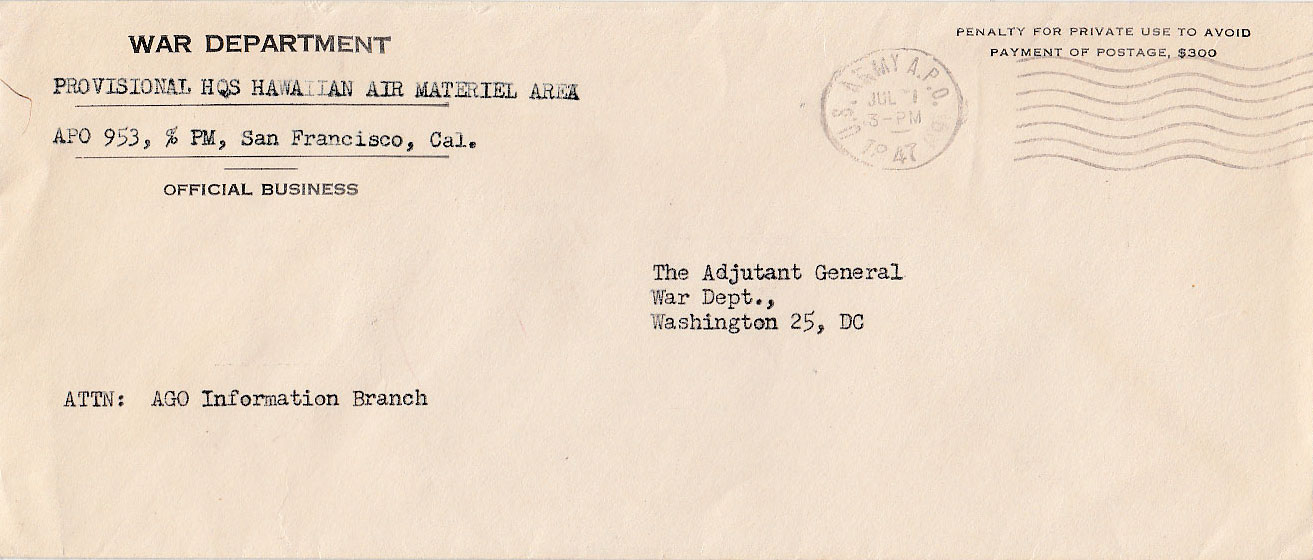 WAR DEPARTMENT
PROVISIONAL HQS HAWAIIAN AIR MATERIEL AREA
APO 953, % PM, San Francisco, Cal.
OFFICIAL BUSINESS
PENALTY FOR PRIVATE USE TO AVOID
PAYMENT OF POSTAGE, $300
U.S. ARMY A.P.O.
JUL
3-PM
1947
The Adjutant General
War Dept.,
Washington 25, DC
ATTN: AGO Information Branch